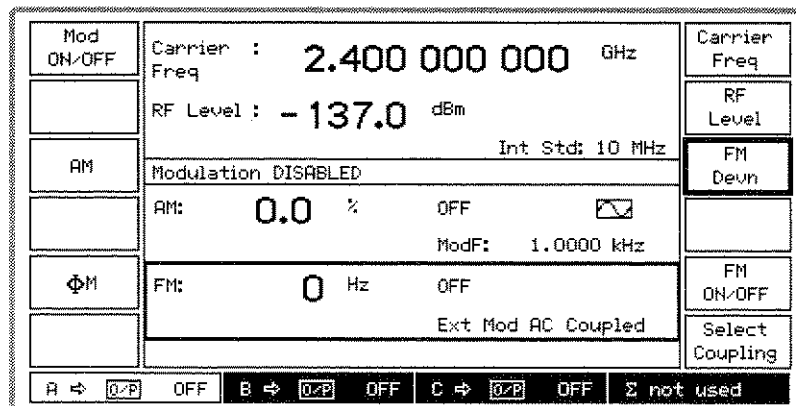 Mod
ON/OFF
AM
ΦM
Carrier : 2.400 000 000 GHz
Freq
RF Level : – 137.0 dBm
Int Std: 10 MHz
Modulation DISABLED
AM: 0.0 % OFF
ModF: 1.0000 kHz
FM: 0 Hz OFF
Ext Mod AC Coupled
Carrier
Freq
RF
Level
FM
Devn
FM
ON/OFF
Select
Coupling
A ⇨ O/P OFF B ⇨ O/P OFF C ⇨ O/P OFF Σ not used